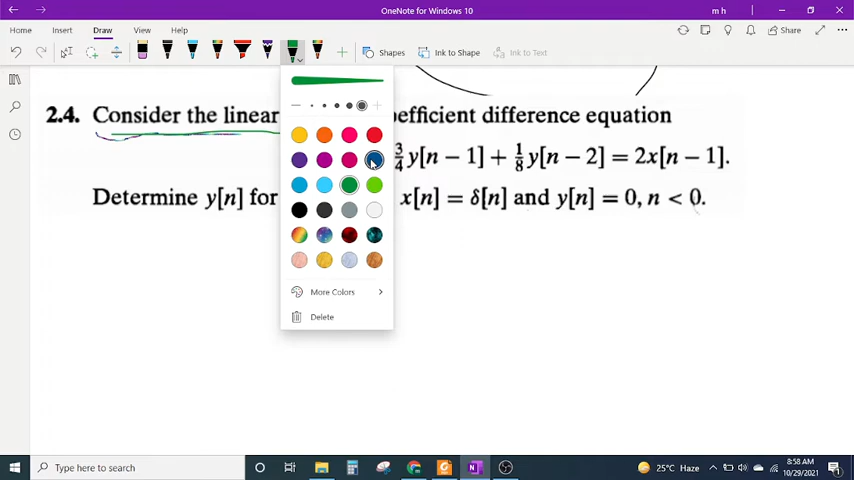 OneNote for Windows 10
m h
Home Insert Draw View Help
Share
Shapes Ink to Shape Ink to Text
2.4. Consider the linear efficient difference equation
3/4 y[n − 1] + 1/8 y[n − 2] = 2x[n − 1].
Determine y[n] for x[n] = δ[n] and y[n] = 0, n < 0.
More Colors
Delete
Type here to search
25°C Haze
8:58 AM
10/29/2021